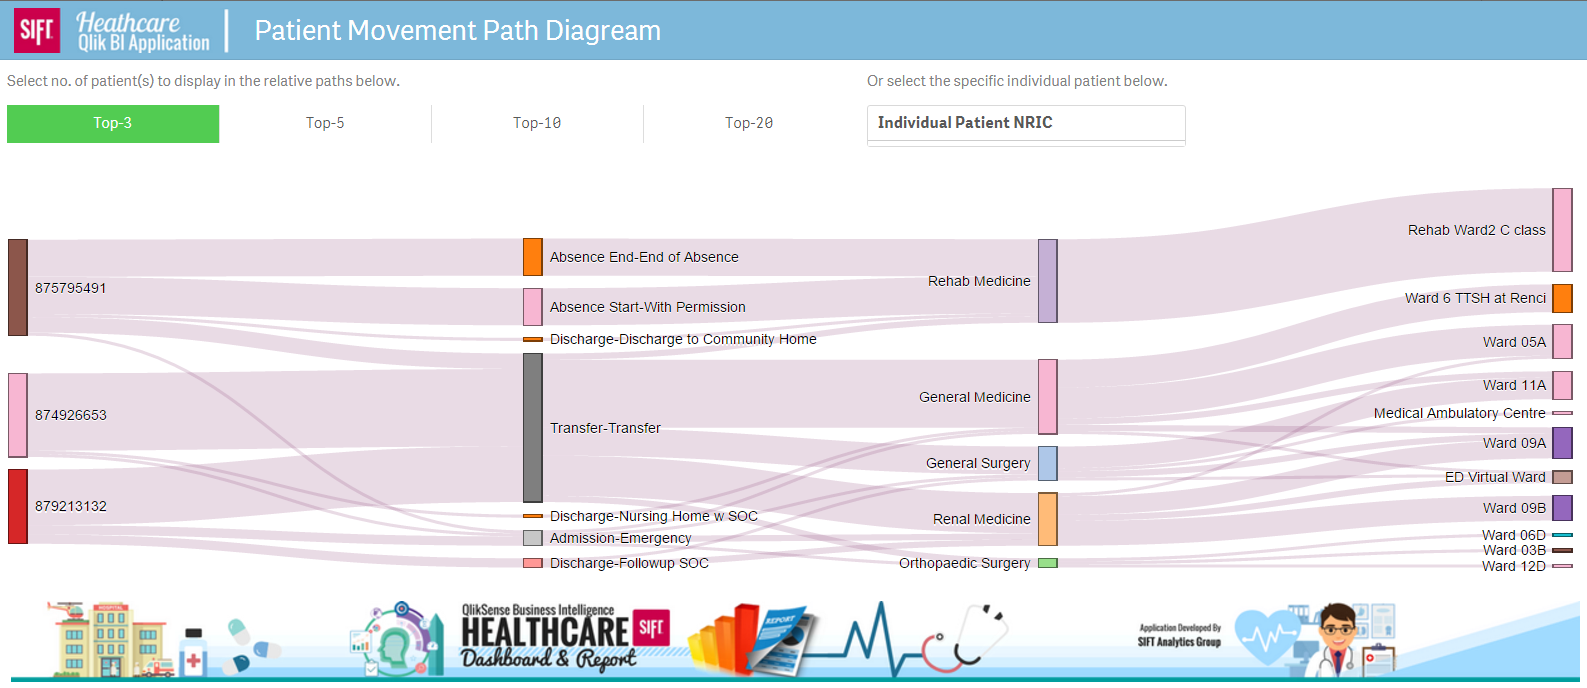 SIFT
Heathcare
Qlik BI Application
Patient Movement Path Diagream
Select no. of patient(s) to display in the relative paths below.
Or select the specific individual patient below.
Top-3
Top-5
Top-10
Top-20
Individual Patient NRIC
875795491
874926653
879213132
Absence End-End of Absence
Absence Start-With Permission
Discharge-Discharge to Community Home
Transfer-Transfer
Discharge-Nursing Home w SOC
Admission-Emergency
Discharge-Followup SOC
Rehab Medicine
General Medicine
General Surgery
Renal Medicine
Orthopaedic Surgery
Rehab Ward2 C class
Ward 6 TTSH at Renci
Ward 05A
Ward 11A
Medical Ambulatory Centre
Ward 09A
ED Virtual Ward
Ward 09B
Ward 06D
Ward 03B
Ward 12D
HOSPITAL
QlikSense Business Intelligence
HEALTHCARE
SIFT
Dashboard & Report
REPORT
Application Developed By
SIFT Analytics Group